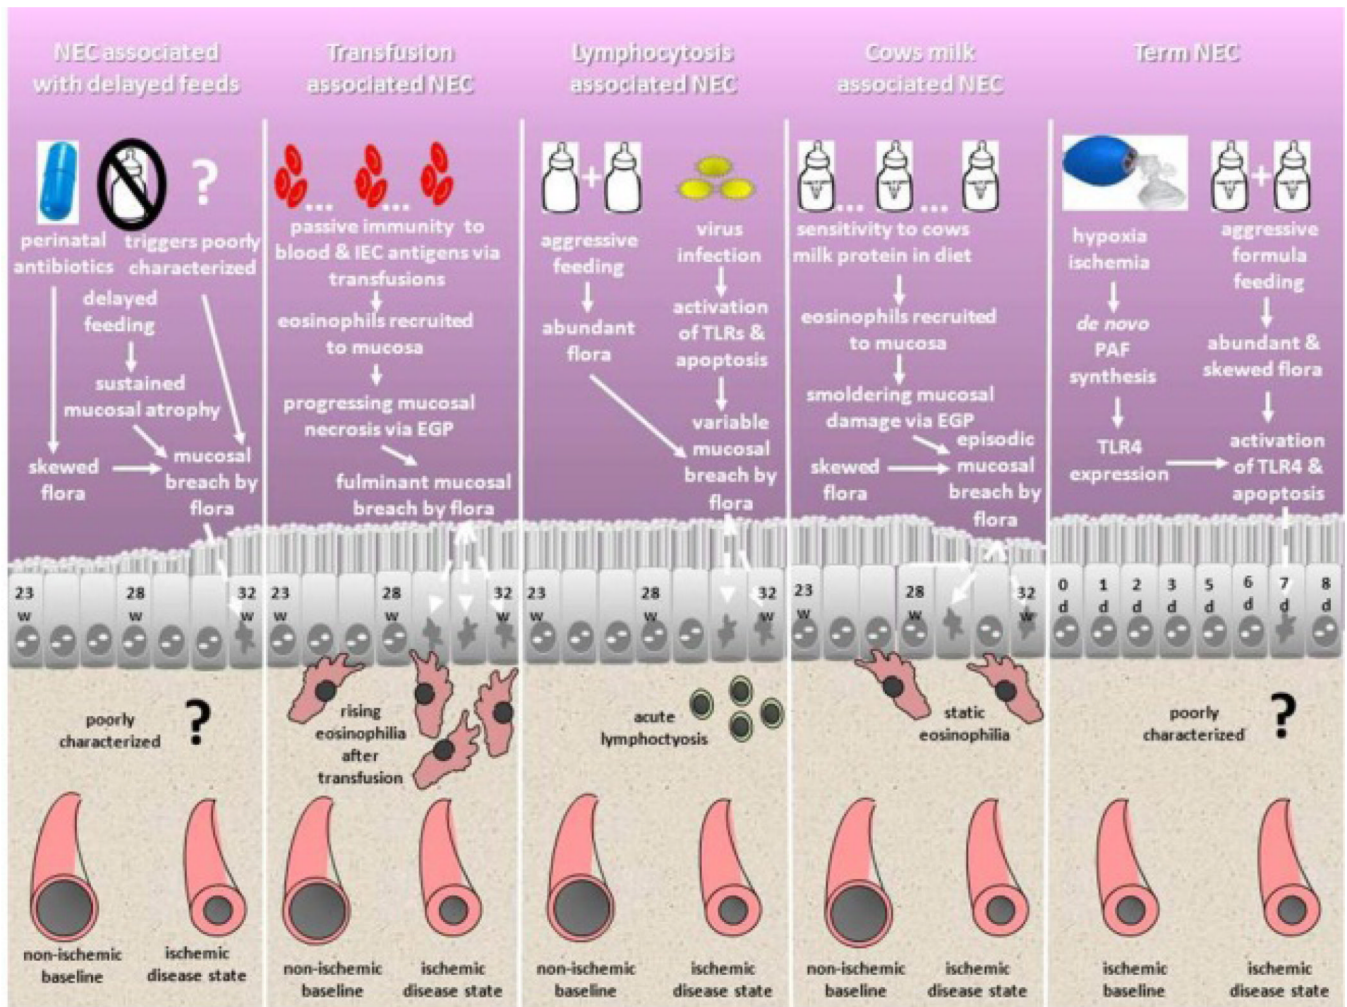 NEC associated
with delayed feeds
?
perinatal
antibiotics
triggers poorly
characterized
delayed
feeding
sustained
mucosal atrophy
skewed
flora
mucosal
breach by
flora
23
w
28
w
32
w
poorly
characterized
?
non-ischemic
baseline
ischemic
disease state
Transfusion
associated NEC
... ...
passive immunity to
blood & IEC antigens via
transfusions
eosinophils recruited
to mucosa
progressing mucosal
necrosis via EGP
fulminant mucosal
breach by flora
23
w
28
w
32
w
rising
eosinophilia
after
transfusion
non-ischemic
baseline
ischemic
disease state
Lymphocytosis
associated NEC
+
aggressive
feeding
abundant
flora
virus
infection
activation
of TLRs &
apoptosis
variable
mucosal
breach by
flora
23
w
28
w
32
w
acute
lymphoctyosis
non-ischemic
baseline
ischemic
disease state
Cows milk
associated NEC
... ...
sensitivity to cows
milk protein in diet
eosinophils recruited
to mucosa
smoldering mucosal
damage via EGP
skewed
flora
episodic
mucosal
breach by
flora
23
w
28
w
32
w
static
eosinophilia
non-ischemic
baseline
ischemic
disease state
Term NEC
+
hypoxia
ischemia
de novo
PAF
synthesis
TLR4
expression
aggressive
formula
feeding
abundant &
skewed flora
activation
of TLR4 &
apoptosis
0
d
1
d
2
d
3
d
5
d
6
d
7
d
8
d
poorly
characterized
?
ischemic
baseline
ischemic
disease state